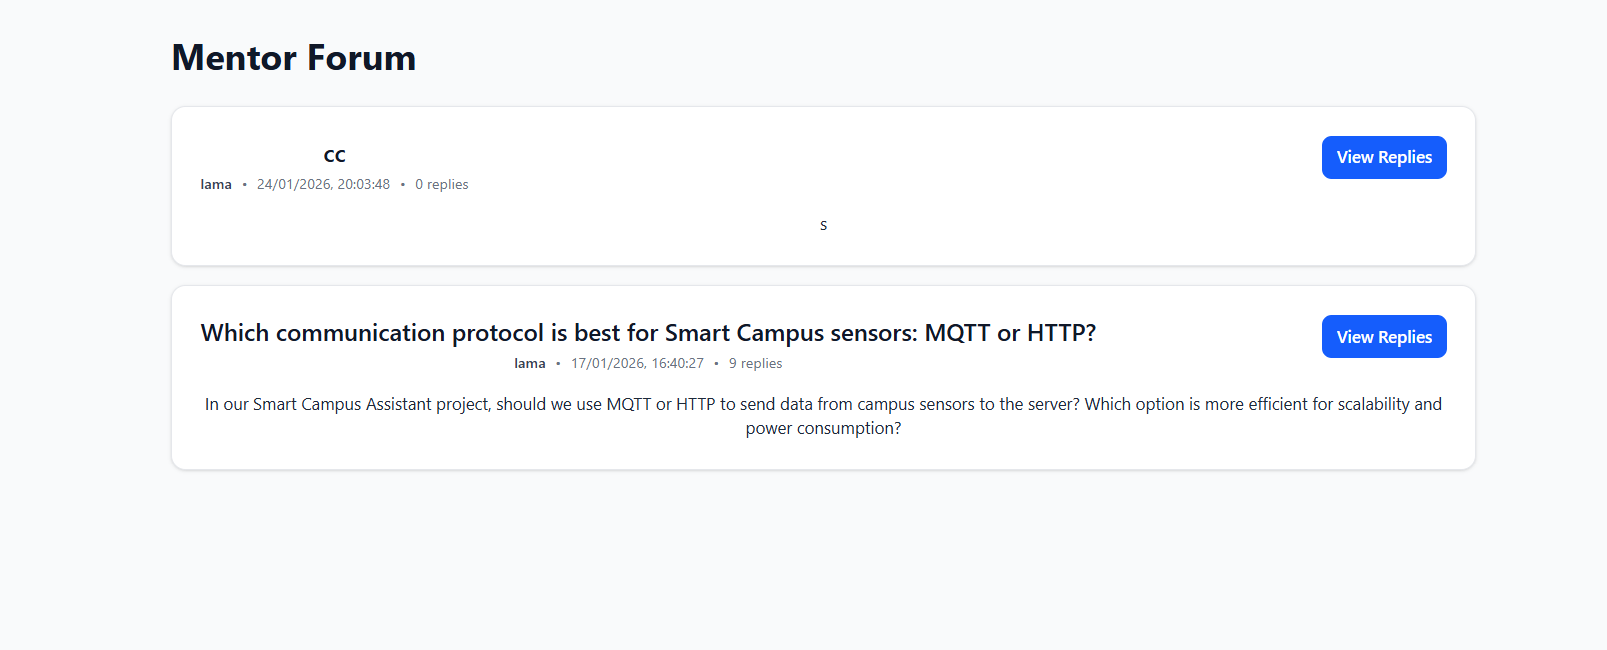 Mentor Forum
CC
View Replies
lama • 24/01/2026, 20:03:48 • 0 replies
s
Which communication protocol is best for Smart Campus sensors: MQTT or HTTP?
View Replies
lama • 17/01/2026, 16:40:27 • 9 replies
In our Smart Campus Assistant project, should we use MQTT or HTTP to send data from campus sensors to the server? Which option is more efficient for scalability and
power consumption?